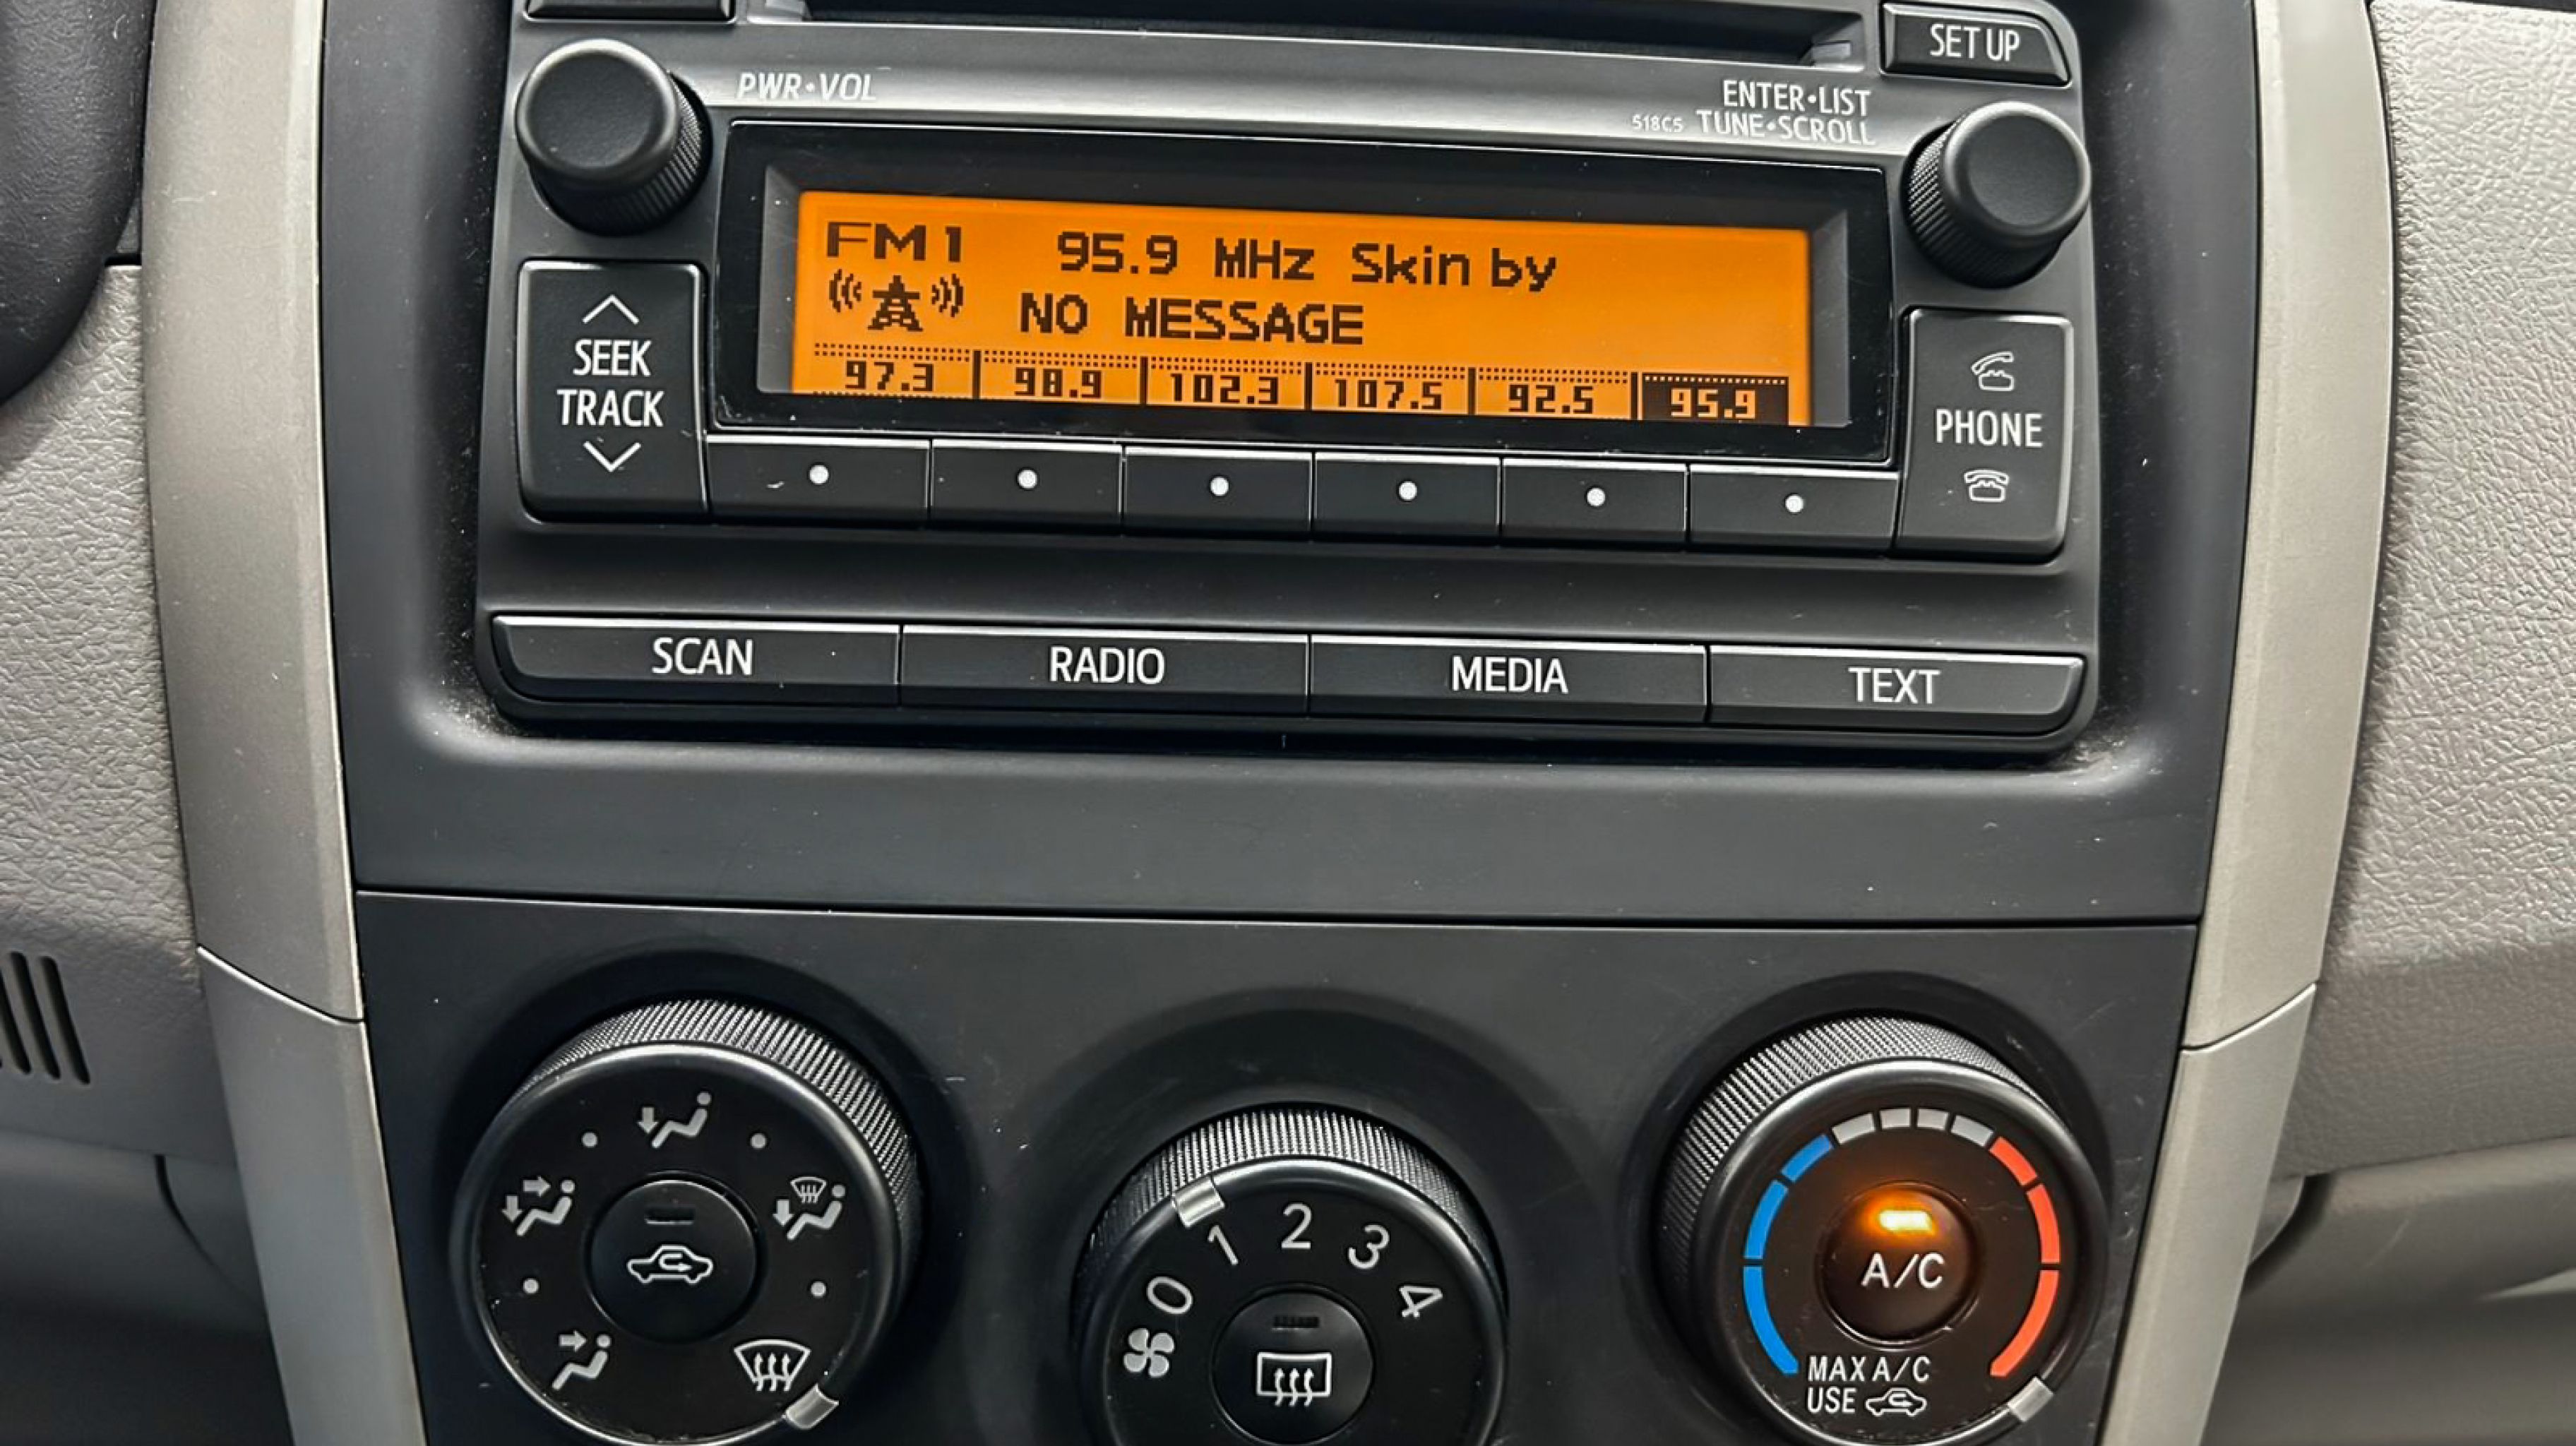 SET UP
PWR•VOL
ENTER•LIST
518C5 TUNE•SCROLL
FM1 95.9 MHz Skin by
NO MESSAGE
97.3 98.9 102.3 107.5 92.5 95.9
SEEK
TRACK
PHONE
SCAN RADIO MEDIA TEXT
0 1 2 3 4
A/C
MAX A/C
USE